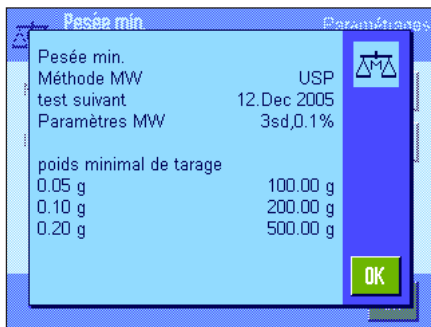 Pesée min.
Paramétrages
Pesée min.
Méthode MW USP
test suivant 12.Dec 2005
Paramètres MW 3sd,0.1%
poids minimal de tarage
0.05 g 100.00 g
0.10 g 200.00 g
0.20 g 500.00 g
OK